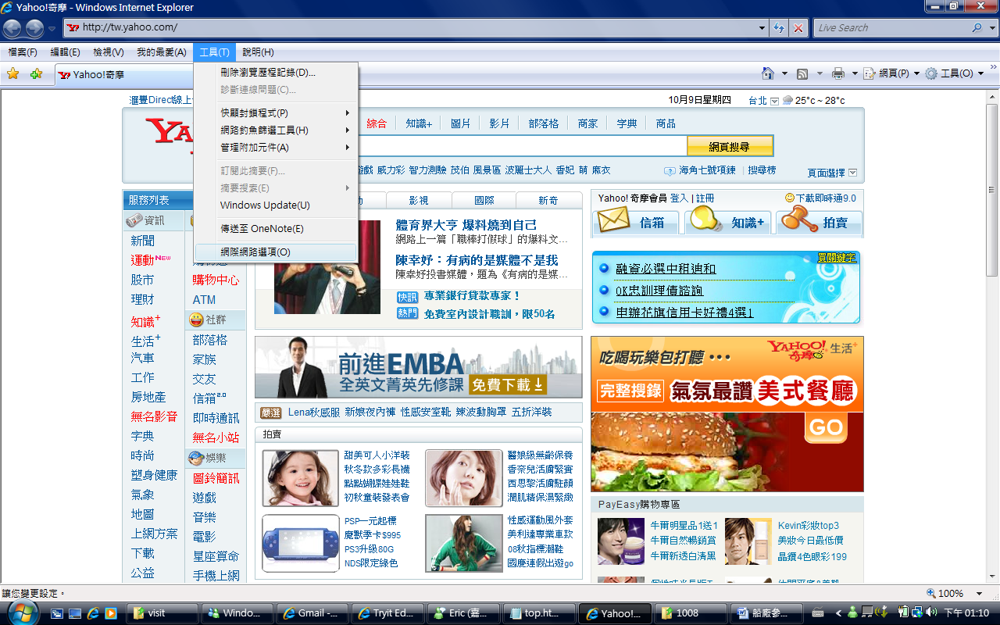 Yahoo!奇摩 - Windows Internet Explorer
http://tw.yahoo.com/
Live Search
檔案(F) 編輯(E) 檢視(V) 我的最愛(A) 工具(T) 說明(H)
Yahoo!奇摩
網頁(P) 工具(O)
刪除瀏覽歷程記錄(D)...
診斷連線問題(C)...
快顯封鎖程式(P)
網路釣魚篩選工具(H)
管理附加元件(A)
訂閱此摘要(F)...
摘要搜索(E)
Windows Update(U)
傳送至 OneNote(E)
網際網路選項(O)
滙豐Direct線上
10月9日星期四 台北 25°c ~ 28°c
綜合 知識+ 圖片 影片 部落格 商家 字典 商品
網頁搜尋
威力彩 智力測驗 茂伯 風景區 波麗士大人 香妃 萌 麻衣
海角七號項鍊 搜尋榜
頁面選擇
服務列表
資訊
新聞
運動NEW
股市
理財
知識+
生活+
汽車
工作
房地產
無名影音
字典
時尚
塑身健康
氣象
地圖
上網方案
下載
公益
購物中心
ATM
社群
部落格
家族
交友
信箱2.0
即時通訊
無名小站
娛樂
圖鈴簡訊
遊戲
音樂
電影
星座算命
手機上網
影視 國際 新奇
體育界大亨 爆料燒到自己
網路上一篇「職棒打假球」的爆料文...
陳幸妤：有病的是媒體不是我
陳幸妤投書媒體，題為《有病的是媒...
快訊 專業銀行貸款專家！
熱門 免費室內設計職訓，限50名
前進EMBA
全英文菁英先修課 免費下載
嚴選 Lena秋感服 新娘夜內褲 性感安室靴 辣波動胸罩 五折洋裝
拍賣
甜美可人小洋裝
秋冬款多彩長襪
點點蝴蝶娃娃鞋
初秋童裝發表會
醫娘級無齡保養
香奈兒活膚緊實
西思黎活膚駐顏
潤肌精保濕緊緻
PSP一元起標
魔獸季卡$995
PS3升級80G
NDS限定綠色
性感運動風外套
美利達專業車款
08秋指標潮鞋
國慶連假出遊go
Yahoo! 奇摩會員 登入 | 註冊
下載即時通9.0
信箱 知識+ 拍賣
買關鍵字
融資必選中租迪和
OK忠訓理債諮詢
申辦花旗信用卡好禮4選1
YAHOO!奇摩 生活+
吃喝玩樂包打聽 •••
完整搜錄 氣氛最讚 美式餐廳
GO
PayEasy購物專區
牛爾明星品1送1
牛爾自然暢銷賞
牛爾新透白清黑
Kevin彩妝top3
美妝今日最低價
晶鑽4色眼彩199
讓您變更設定。
100%
visit
Windo...
Gmail -...
Tryit Ed...
Eric (嘉...
top.ht...
Yahoo!...
1008
船廠參...
下午 01:10